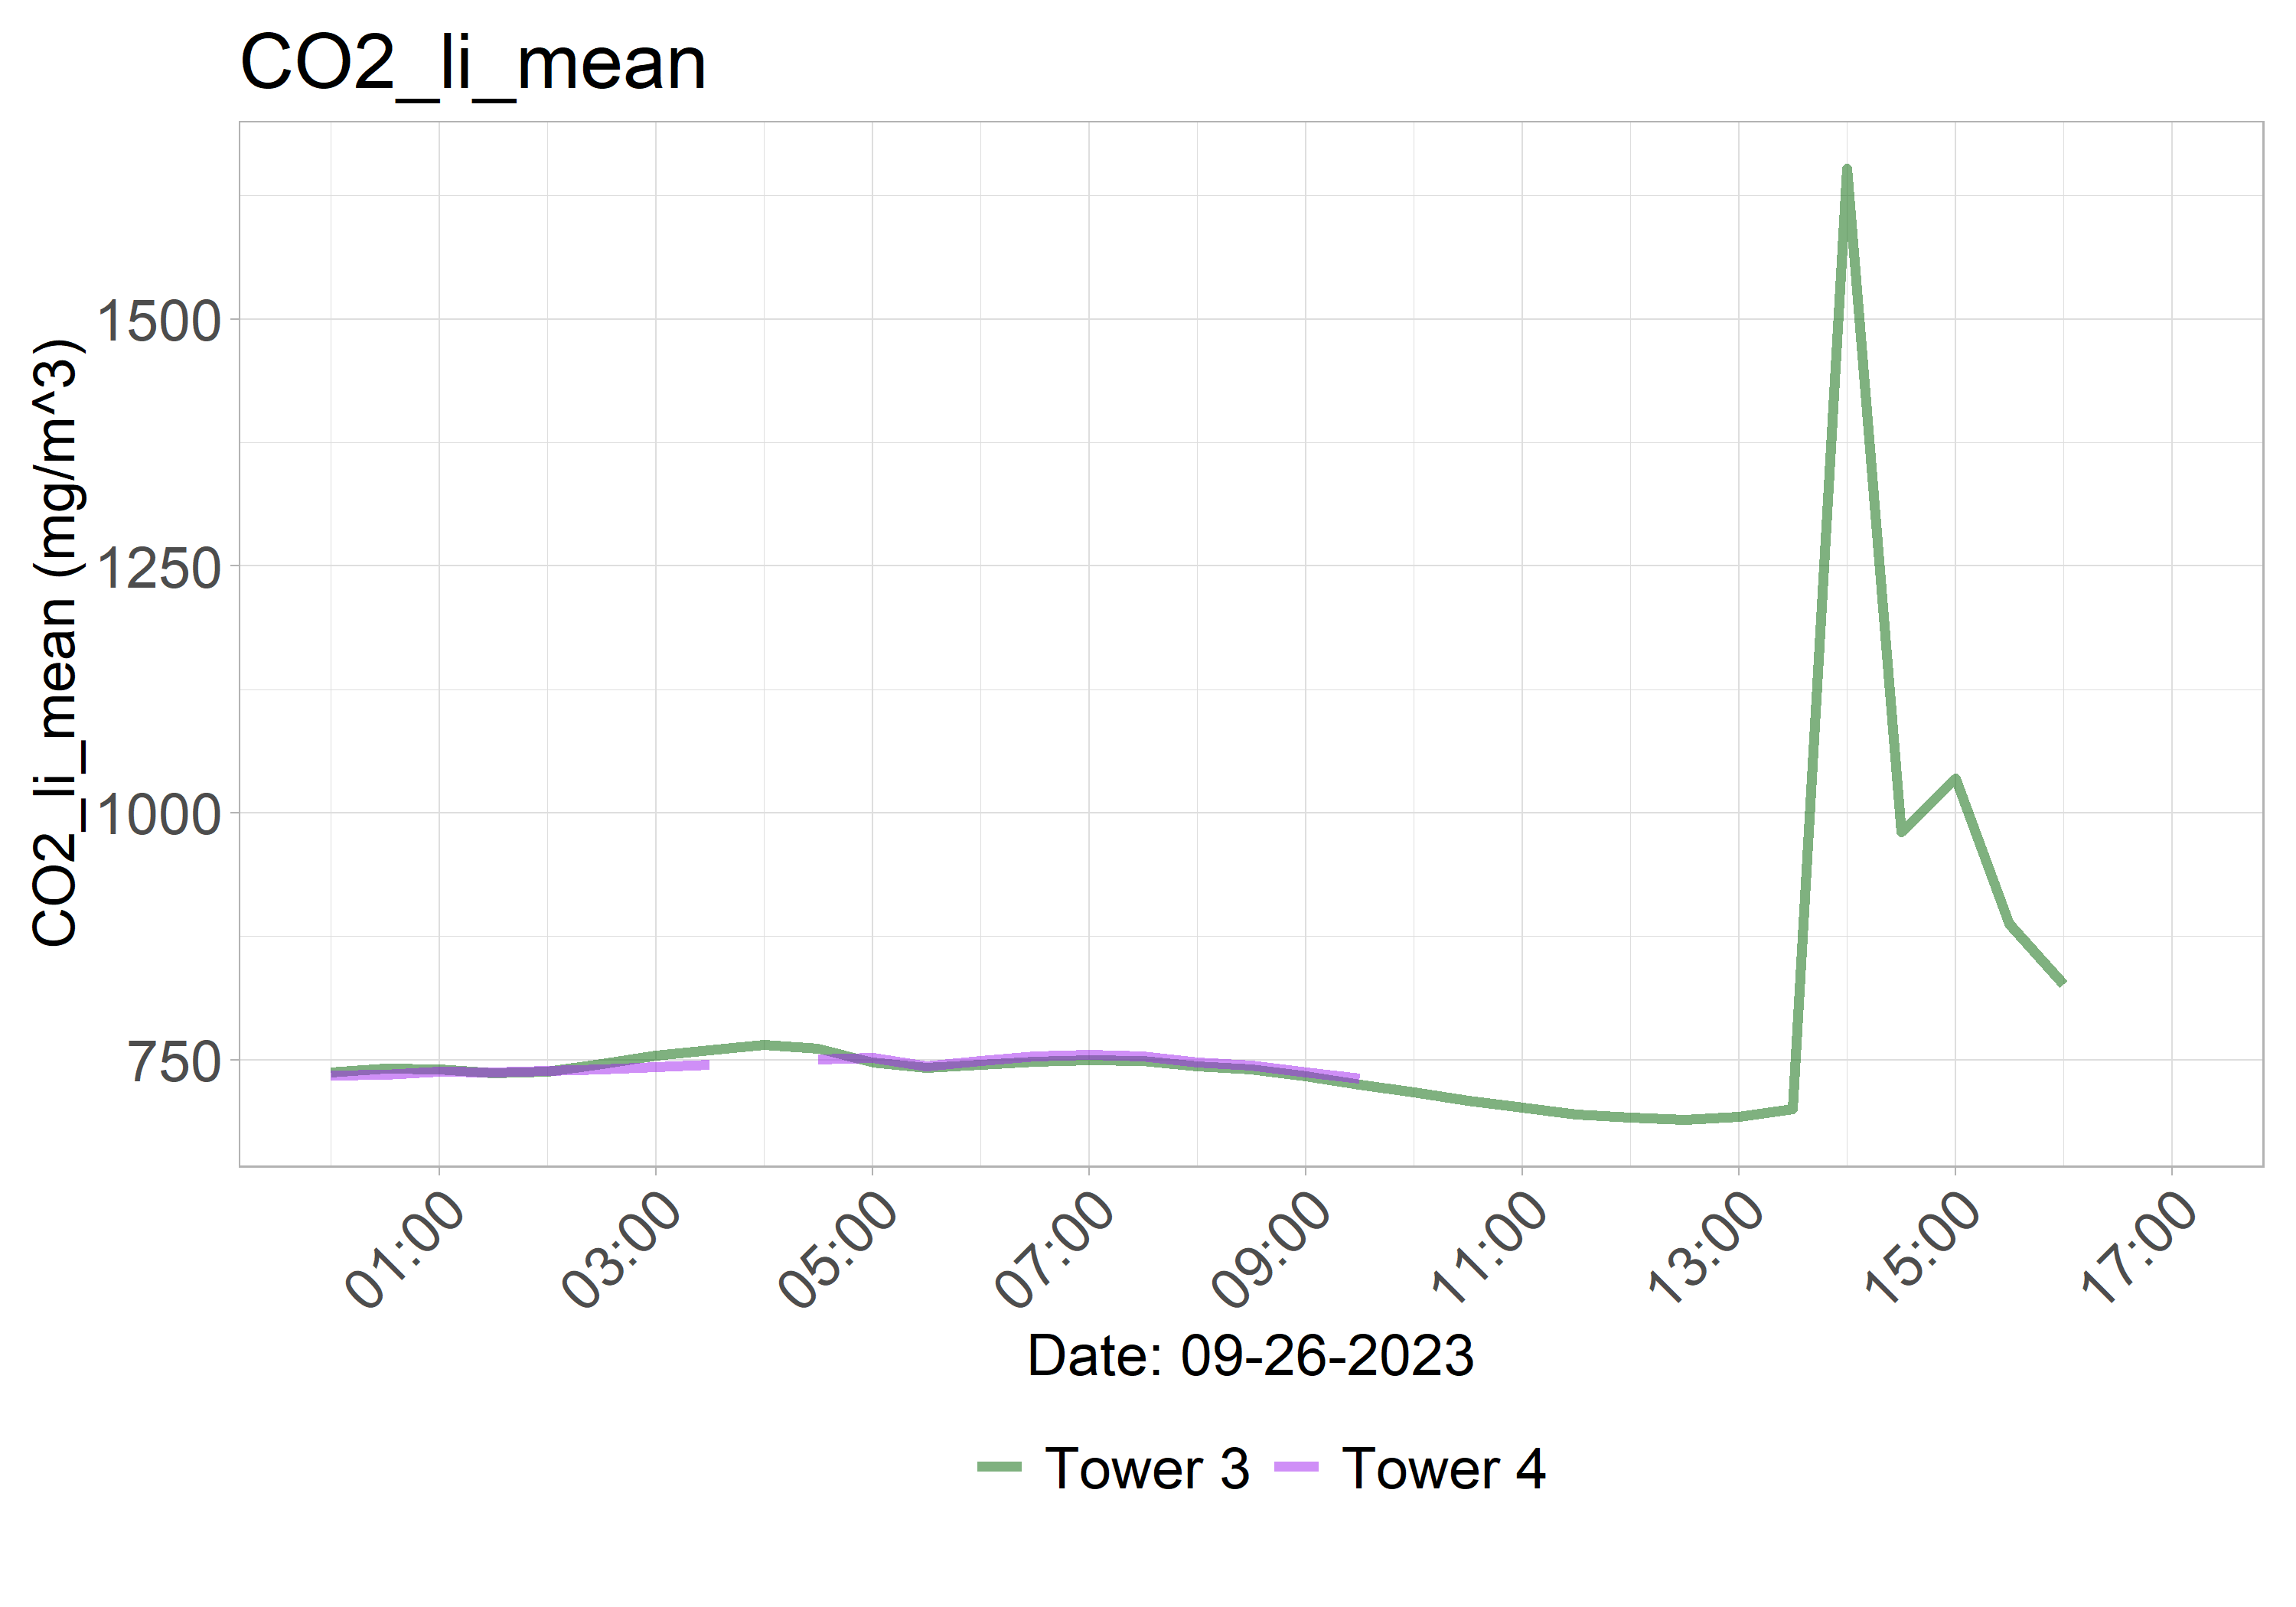 CO2_li_mean
CO2_li_mean (mg/m^3)
1500
1250
1000
750
01:00
03:00
05:00
07:00
09:00
11:00
13:00
15:00
17:00
Date: 09-26-2023
Tower 3
Tower 4